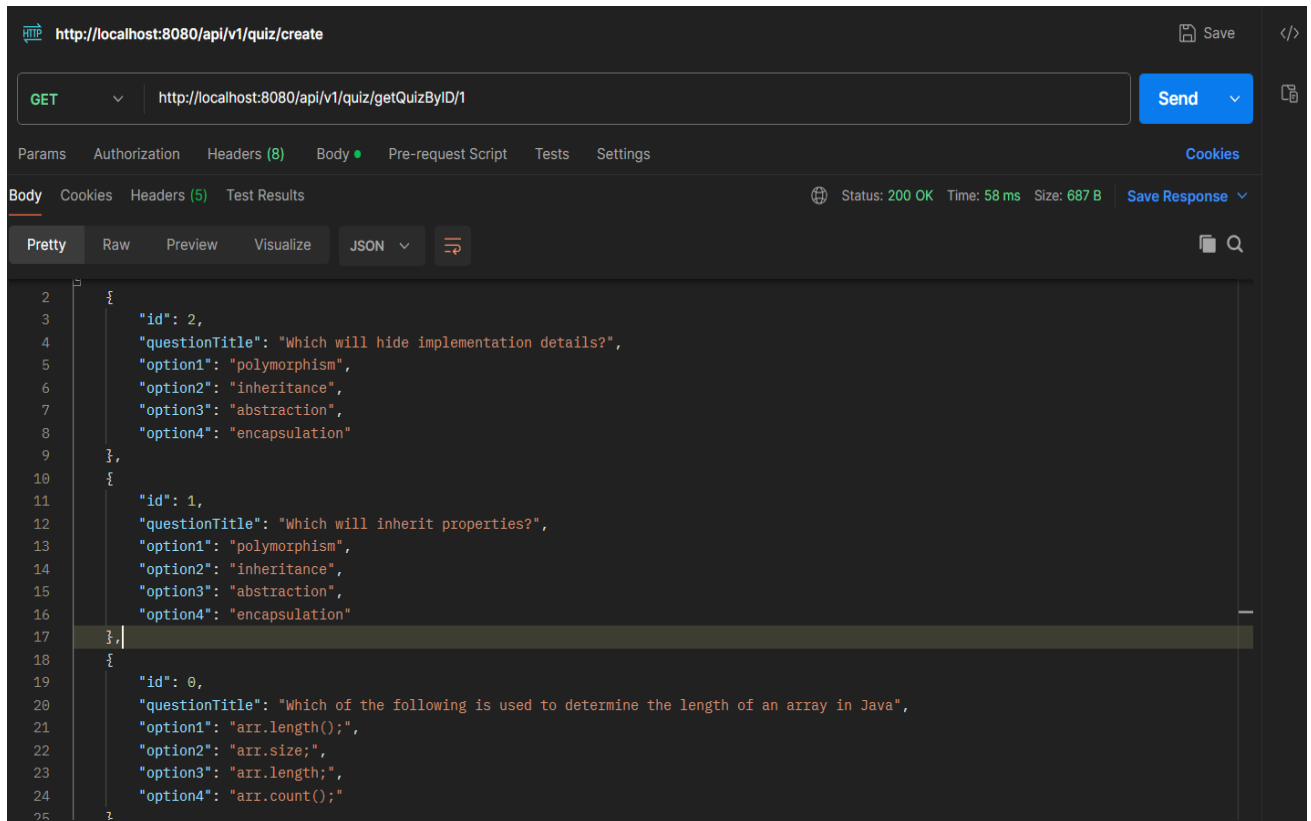 HTTP http://localhost:8080/api/v1/quiz/create Save </>
GET http://localhost:8080/api/v1/quiz/getQuizByID/1 Send
Params Authorization Headers (8) Body Pre-request Script Tests Settings Cookies
Body Cookies Headers (5) Test Results Status: 200 OK Time: 58 ms Size: 687 B Save Response
Pretty Raw Preview Visualize JSON
2 {
3 "id": 2,
4 "questionTitle": "Which will hide implementation details?",
5 "option1": "polymorphism",
6 "option2": "inheritance",
7 "option3": "abstraction",
8 "option4": "encapsulation"
9 },
10 {
11 "id": 1,
12 "questionTitle": "Which will inherit properties?",
13 "option1": "polymorphism",
14 "option2": "inheritance",
15 "option3": "abstraction",
16 "option4": "encapsulation"
17 },
18 {
19 "id": 0,
20 "questionTitle": "Which of the following is used to determine the length of an array in Java",
21 "option1": "arr.length();",
22 "option2": "arr.size;",
23 "option3": "arr.length;",
24 "option4": "arr.count();"
25 }